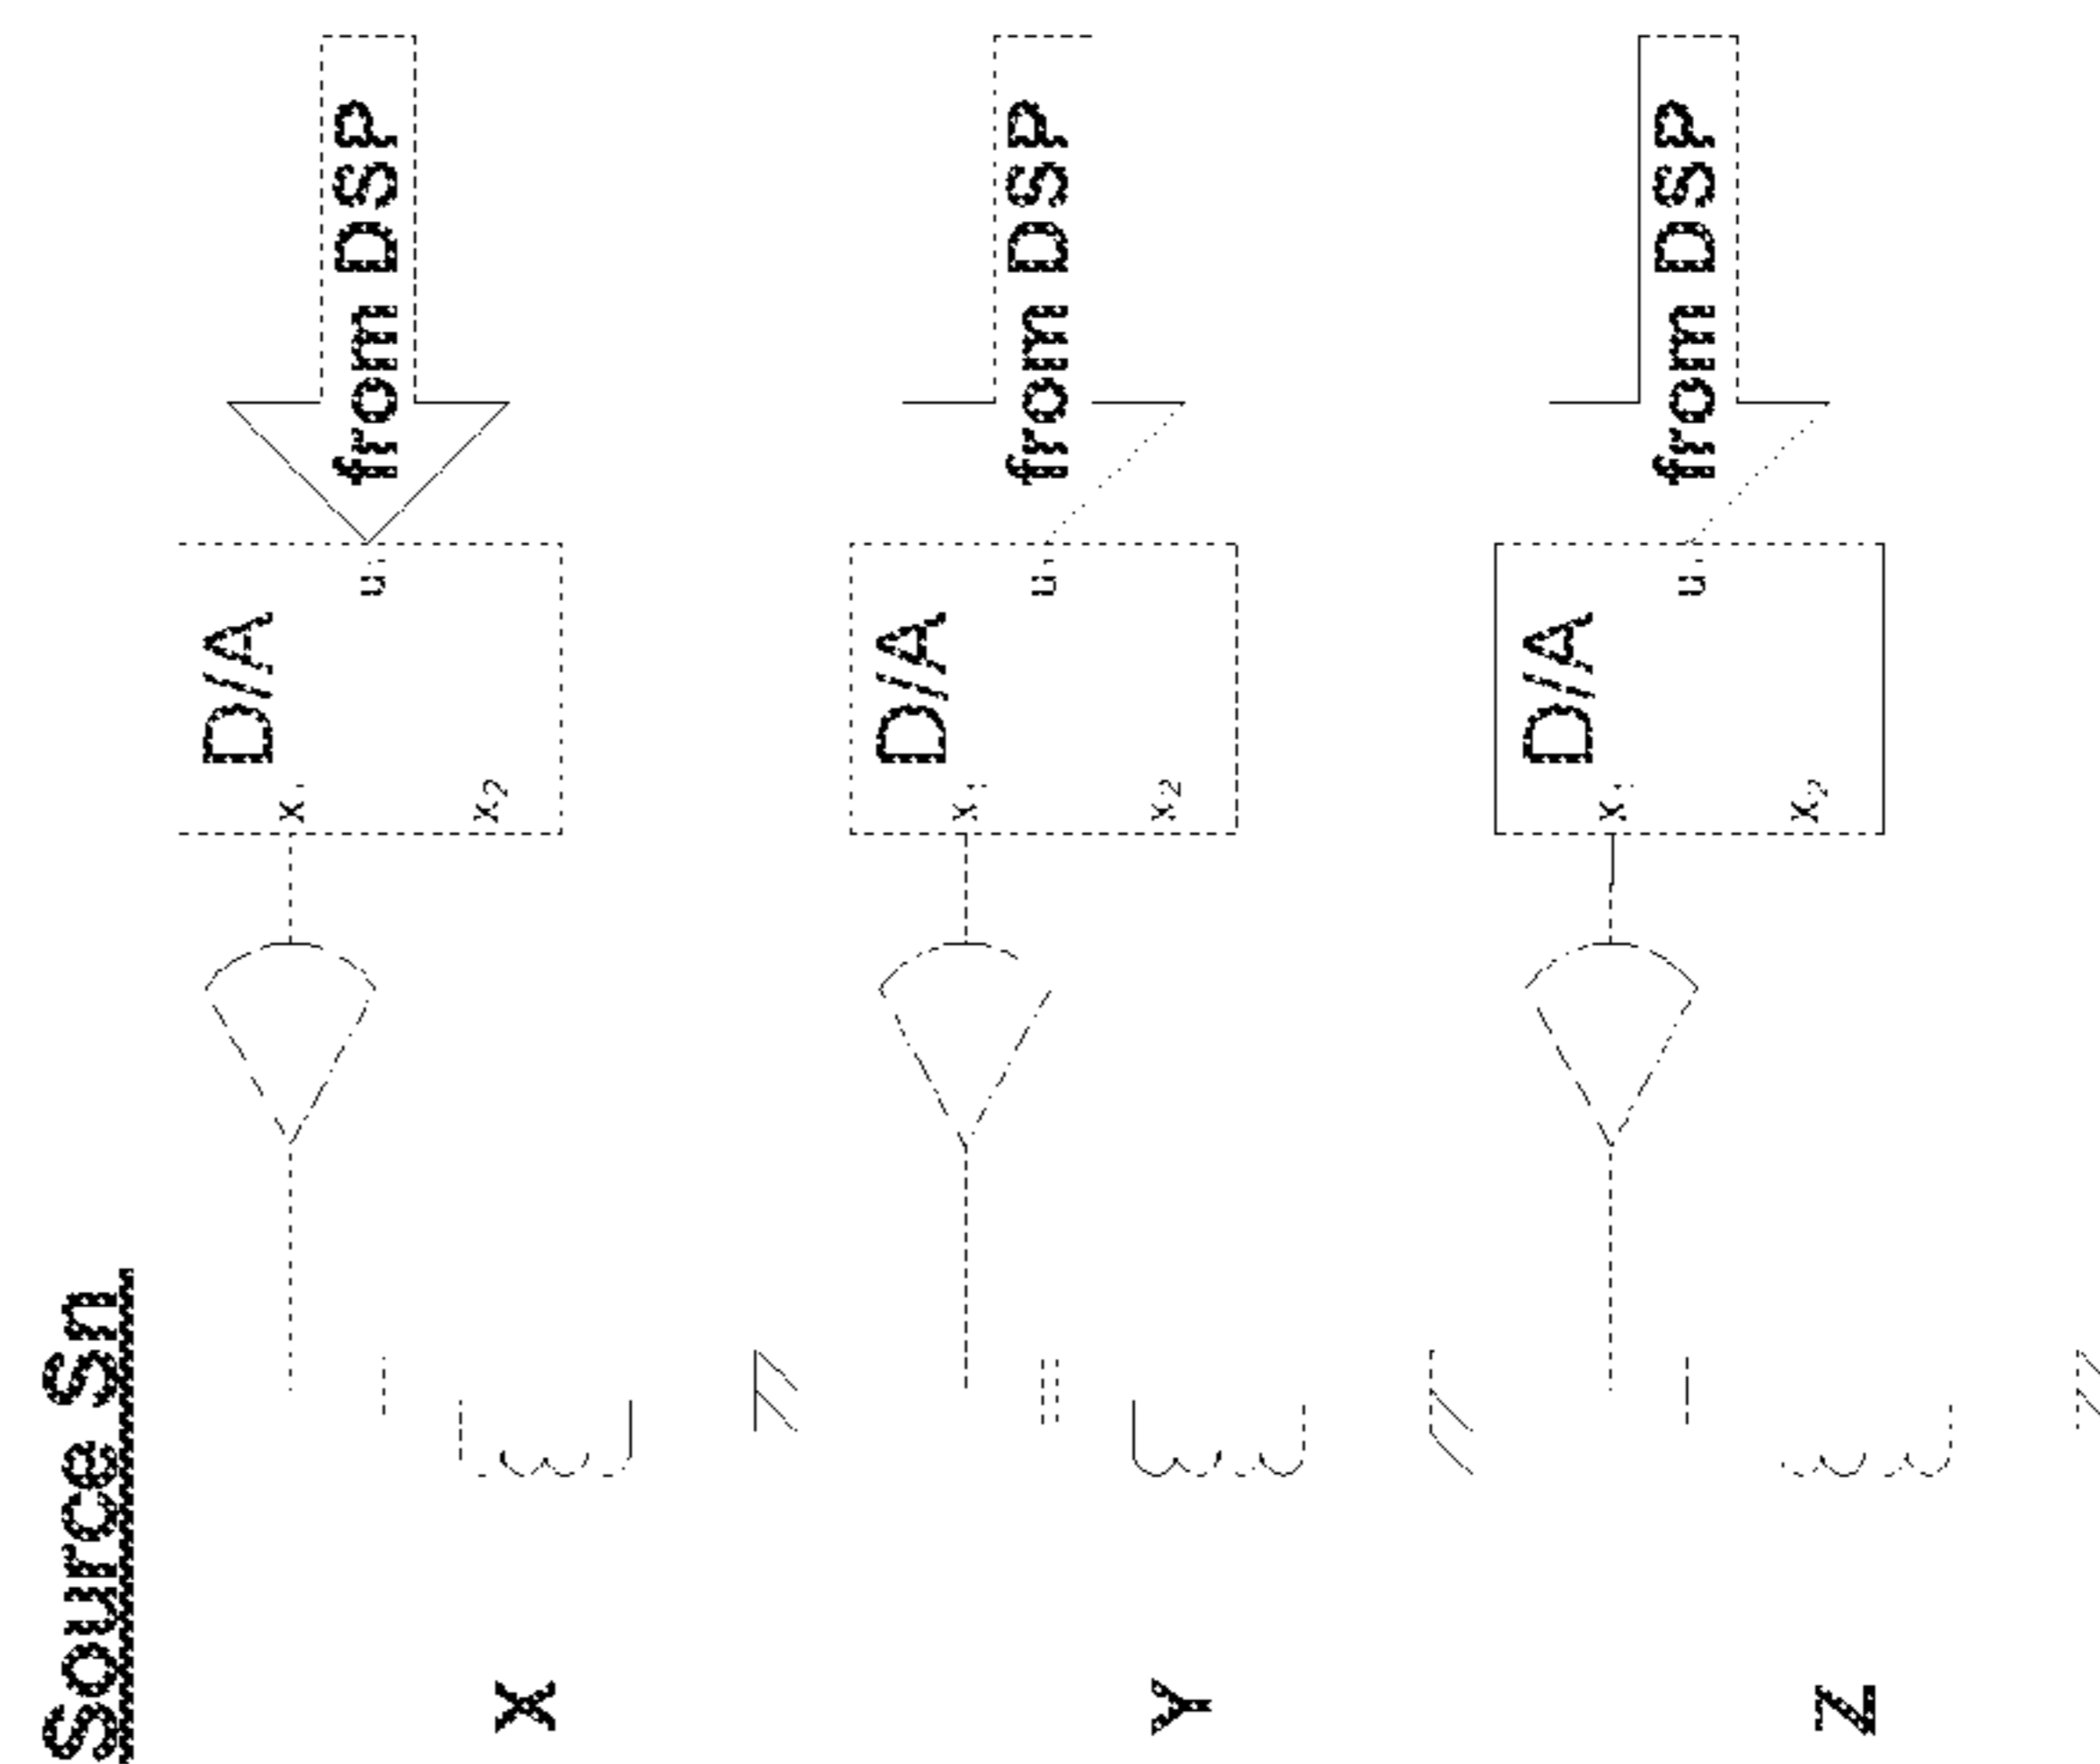 Source Sn
D/A
x₁
u₁
from DSP
x₂
X
D/A
x₁
u₁
from DSP
x₂
Y
D/A
x₁
u₁
from DSP
x₂
Z